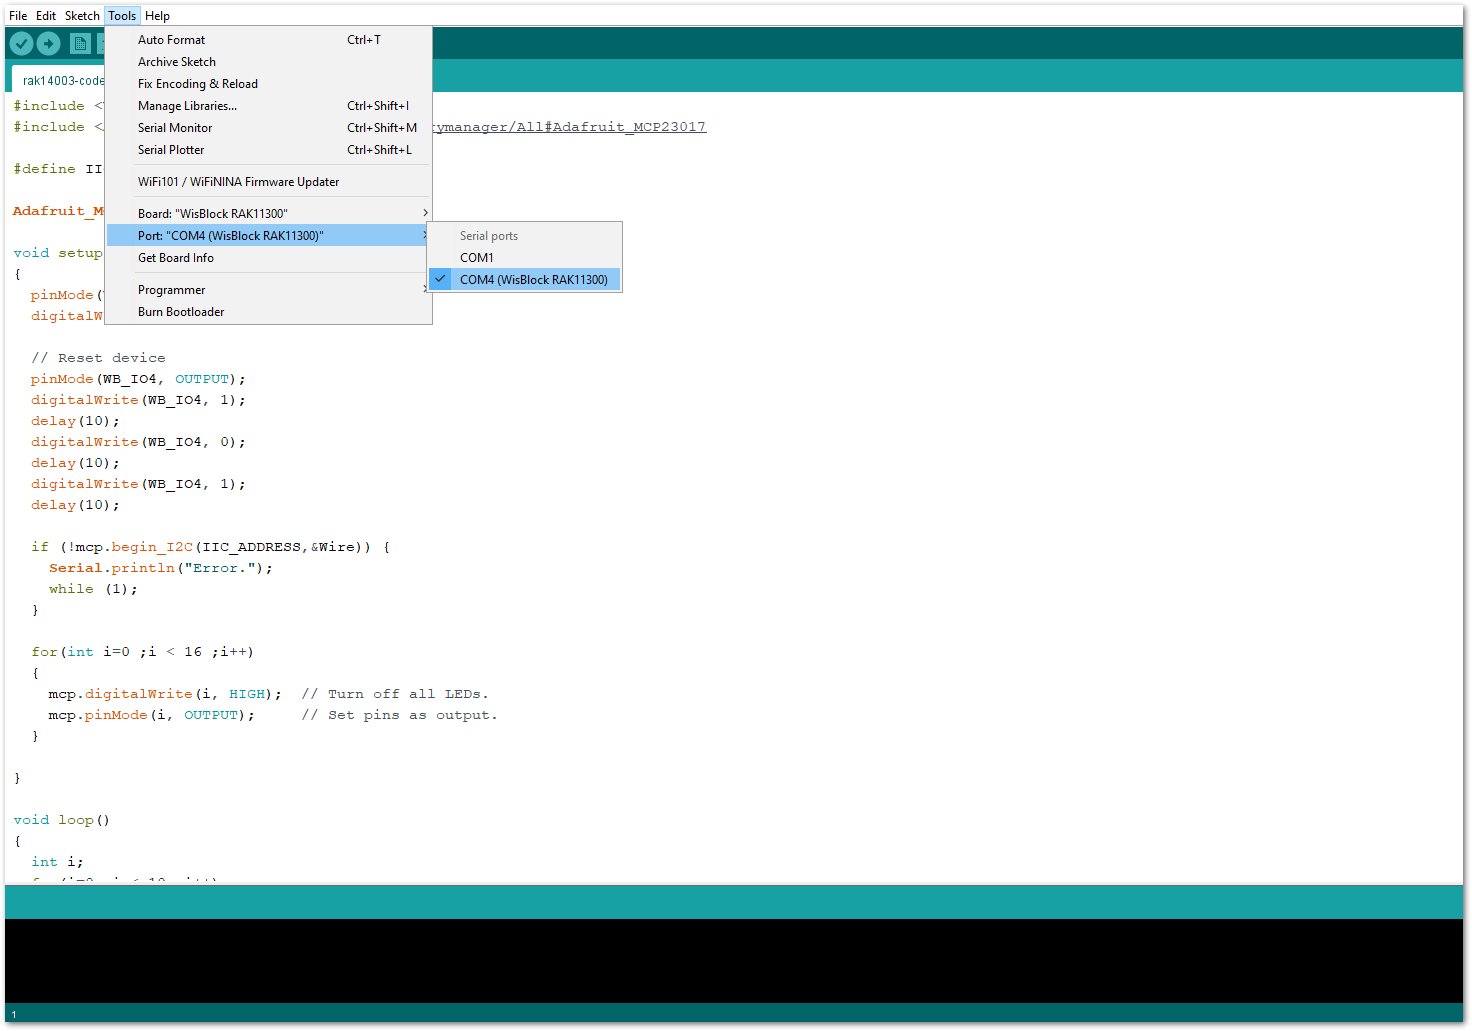 File Edit Sketch Tools Help
Auto Format Ctrl+T
Archive Sketch
Fix Encoding & Reload
Manage Libraries... Ctrl+Shift+I
Serial Monitor Ctrl+Shift+M
Serial Plotter Ctrl+Shift+L
WiFi101 / WiFiNINA Firmware Updater
Board: "WisBlock RAK11300"
Port: "COM4 (WisBlock RAK11300)"
Get Board Info
Programmer
Burn Bootloader
Serial ports
COM1
COM4 (WisBlock RAK11300)
rak14003-code
#include <
#include </ rymanager/All#Adafruit_MCP23017
#define II
Adafruit_M
void setup
{
pinMode(
digitalW
// Reset device
pinMode(WB_IO4, OUTPUT);
digitalWrite(WB_IO4, 1);
delay(10);
digitalWrite(WB_IO4, 0);
delay(10);
digitalWrite(WB_IO4, 1);
delay(10);
if (!mcp.begin_I2C(IIC_ADDRESS,&Wire)) {
Serial.println("Error.");
while (1);
}
for(int i=0 ;i < 16 ;i++)
{
mcp.digitalWrite(i, HIGH); // Turn off all LEDs.
mcp.pinMode(i, OUTPUT); // Set pins as output.
}
}
void loop()
{
int i;
1